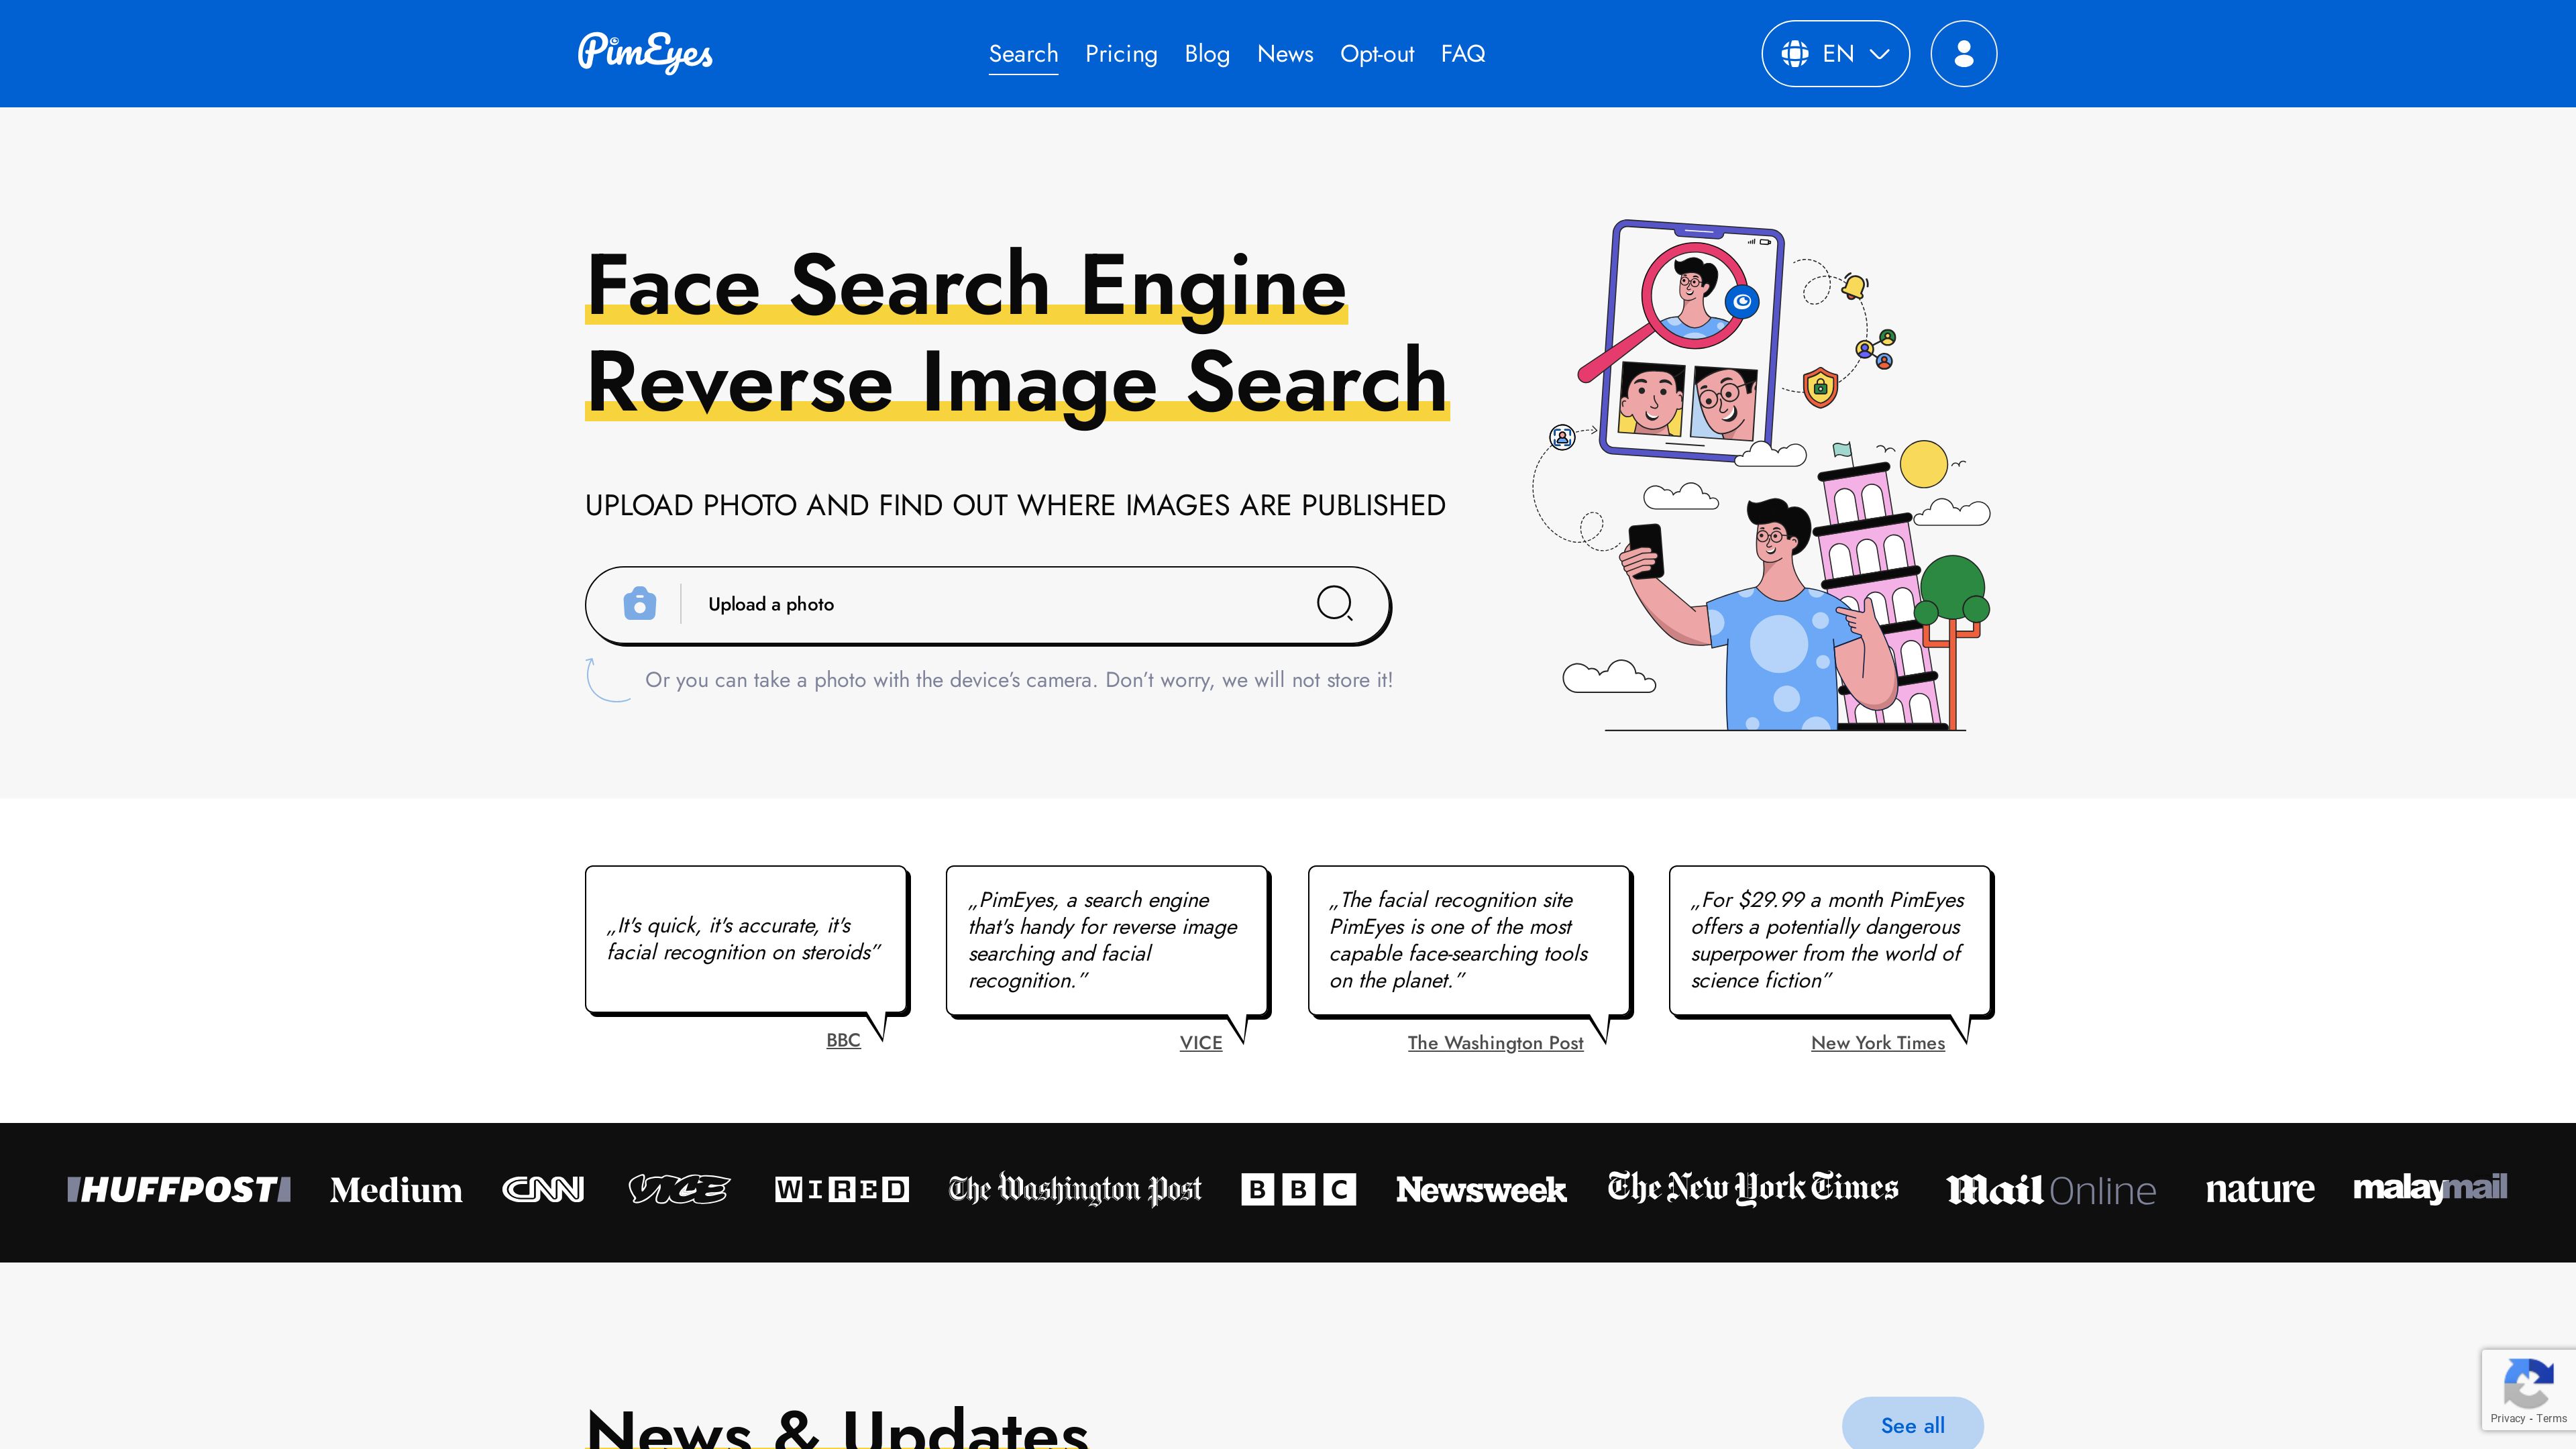 PimEyes
Search
Pricing
Blog
News
Opt-out
FAQ
EN
Face Search Engine
Reverse Image Search
UPLOAD PHOTO AND FIND OUT WHERE IMAGES ARE PUBLISHED
Upload a photo
Or you can take a photo with the device’s camera. Don’t worry, we will not store it!
„It's quick, it's accurate, it's
facial recognition on steroids”
BBC
„PimEyes, a search engine
that's handy for reverse image
searching and facial
recognition.”
VICE
„The facial recognition site
PimEyes is one of the most
capable face-searching tools
on the planet.”
The Washington Post
„For $29.99 a month PimEyes
offers a potentially dangerous
superpower from the world of
science fiction”
New York Times
HUFFPOST
Medium
CNN
VICE
WIRED
The Washington Post
BBC
Newsweek
The New York Times
Mail Online
nature
malaymail
News & Updates
See all
Privacy - Terms